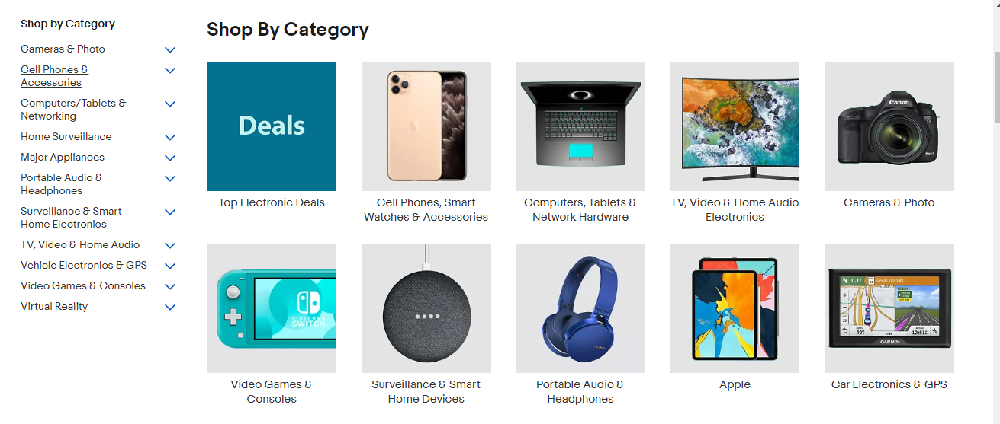 Shop by Category
Cameras & Photo
Cell Phones &
Accessories
Computers/Tablets &
Networking
Home Surveillance
Major Appliances
Portable Audio &
Headphones
Surveillance & Smart
Home Electronics
TV, Video & Home Audio
Vehicle Electronics & GPS
Video Games & Consoles
Virtual Reality
Shop By Category
Deals
Canon
Top Electronic Deals
Cell Phones, Smart
Watches & Accessories
Computers, Tablets &
Network Hardware
TV, Video & Home Audio
Electronics
Cameras & Photo
NINTENDO
SWITCH
SONY
Speed Limit
GARMIN
Video Games &
Consoles
Surveillance & Smart
Home Devices
Portable Audio &
Headphones
Apple
Car Electronics & GPS